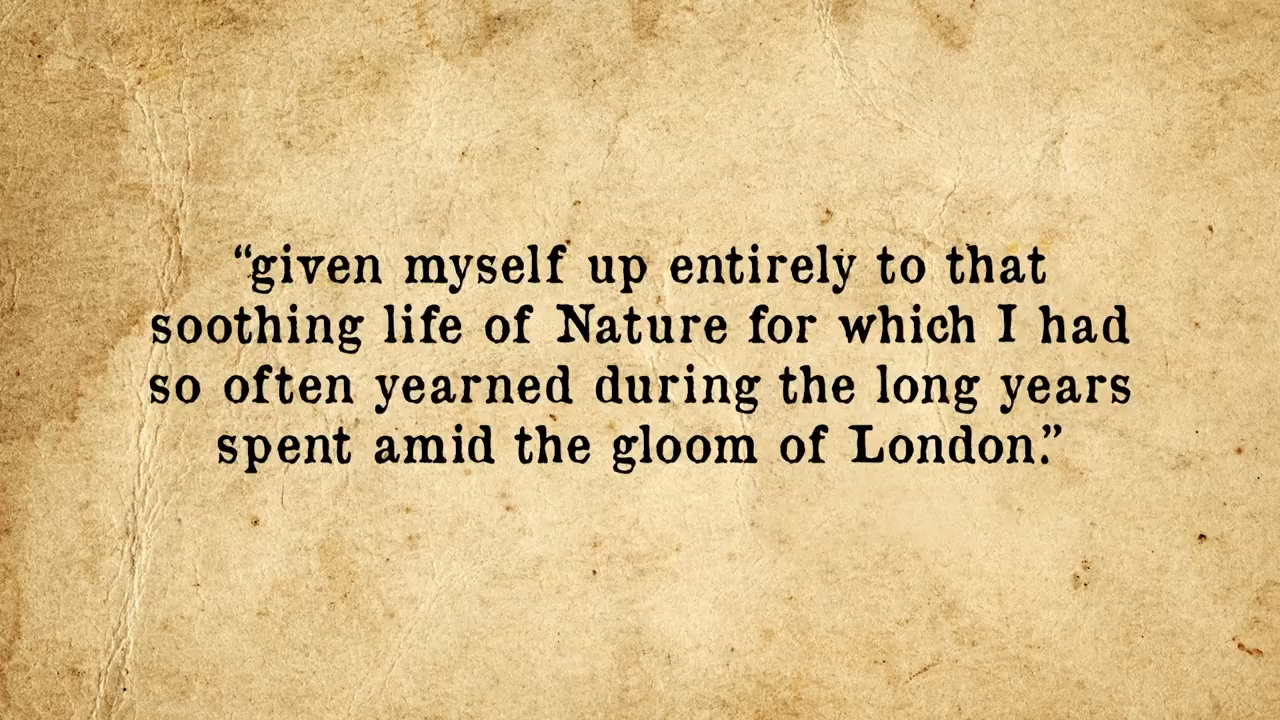 “given myself up entirely to that
soothing life of Nature for which I had
so often yearned during the long years
spent amid the gloom of London.”